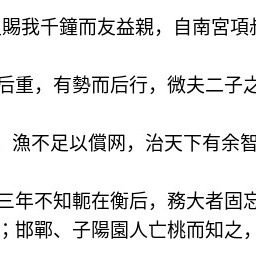 賜我千鐘而友益親，自南宮項
后重，有勢而后行，微夫二子之
漁不足以償网，治天下有余智
三年不知軛在衡后，務大者固忘
；邯鄲、子陽園人亡桃而知之，